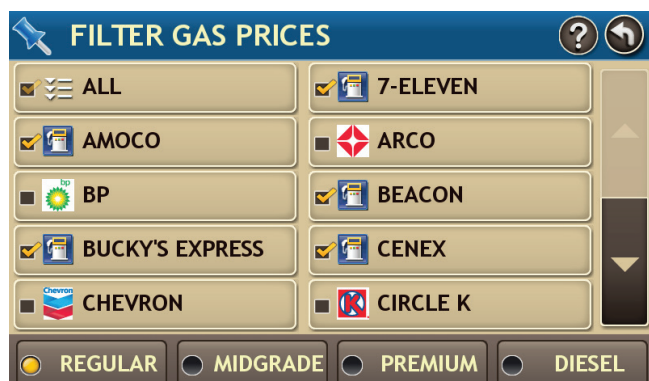 FILTER GAS PRICES ?
ALL 7-ELEVEN
AMOCO ARCO
bp BP BEACON
BUCKY'S EXPRESS CENEX
Chevron CHEVRON K CIRCLE K
REGULAR MIDGRADE PREMIUM DIESEL